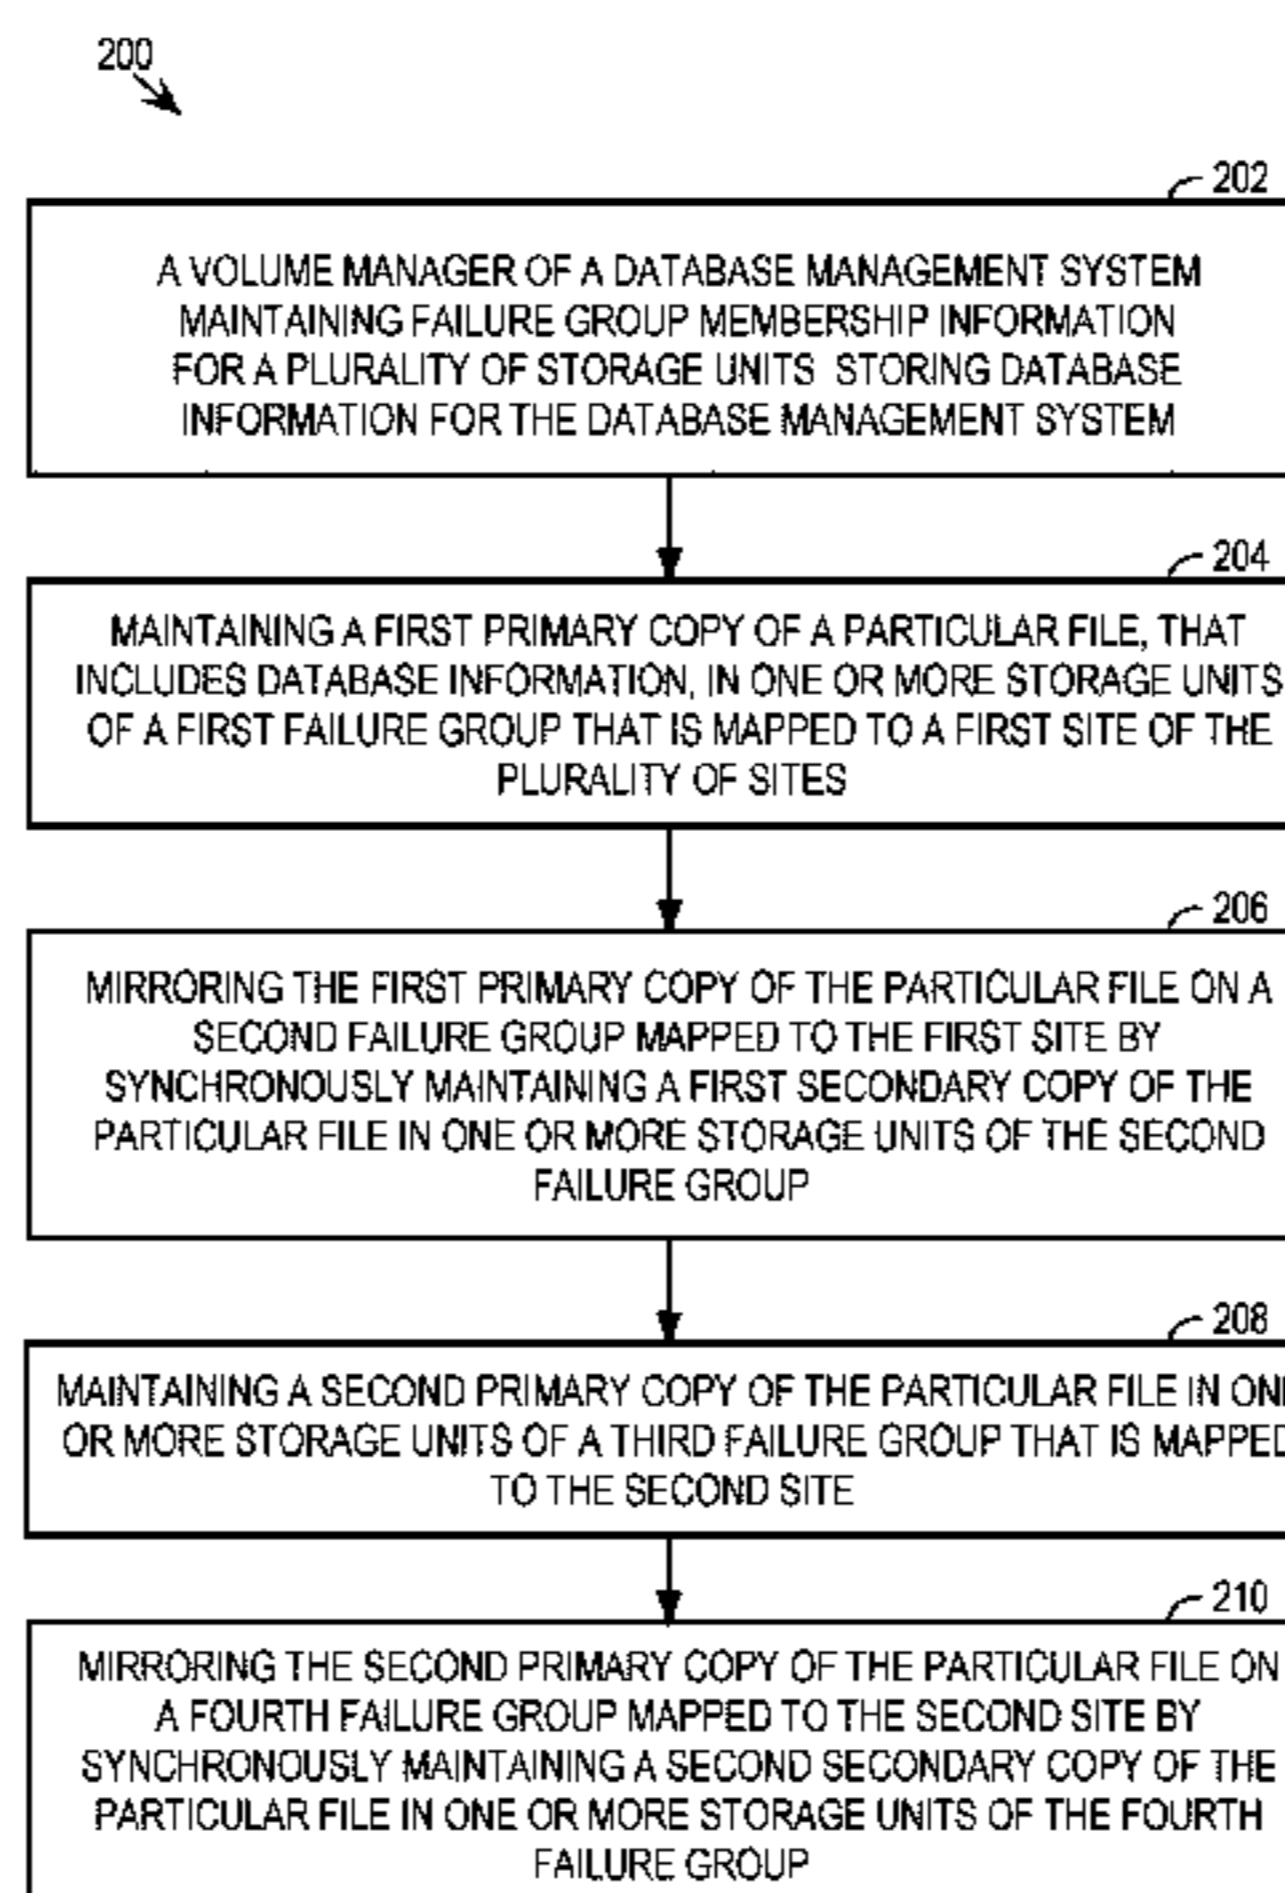 200
202
A VOLUME MANAGER OF A DATABASE MANAGEMENT SYSTEM
MAINTAINING FAILURE GROUP MEMBERSHIP INFORMATION
FOR A PLURALITY OF STORAGE UNITS STORING DATABASE
INFORMATION FOR THE DATABASE MANAGEMENT SYSTEM
204
MAINTAINING A FIRST PRIMARY COPY OF A PARTICULAR FILE, THAT
INCLUDES DATABASE INFORMATION, IN ONE OR MORE STORAGE UNITS
OF A FIRST FAILURE GROUP THAT IS MAPPED TO A FIRST SITE OF THE
PLURALITY OF SITES
206
MIRRORING THE FIRST PRIMARY COPY OF THE PARTICULAR FILE ON A
SECOND FAILURE GROUP MAPPED TO THE FIRST SITE BY
SYNCHRONOUSLY MAINTAINING A FIRST SECONDARY COPY OF THE
PARTICULAR FILE IN ONE OR MORE STORAGE UNITS OF THE SECOND
FAILURE GROUP
208
MAINTAINING A SECOND PRIMARY COPY OF THE PARTICULAR FILE IN ONE
OR MORE STORAGE UNITS OF A THIRD FAILURE GROUP THAT IS MAPPED
TO THE SECOND SITE
210
MIRRORING THE SECOND PRIMARY COPY OF THE PARTICULAR FILE ON
A FOURTH FAILURE GROUP MAPPED TO THE SECOND SITE BY
SYNCHRONOUSLY MAINTAINING A SECOND SECONDARY COPY OF THE
PARTICULAR FILE IN ONE OR MORE STORAGE UNITS OF THE FOURTH
FAILURE GROUP